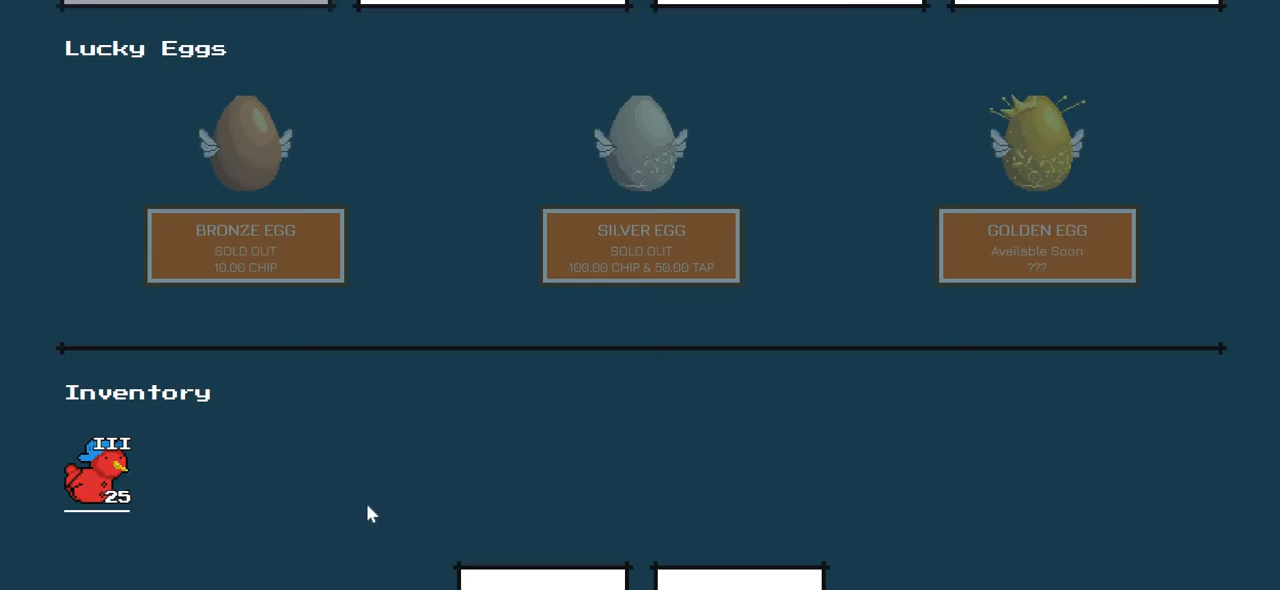 Lucky Eggs
BRONZE EGG
SOLD OUT
10.00 CHIP
SILVER EGG
SOLD OUT
100.00 CHIP & 50.00 TAP
GOLDEN EGG
Available Soon
???
Inventory
III
25